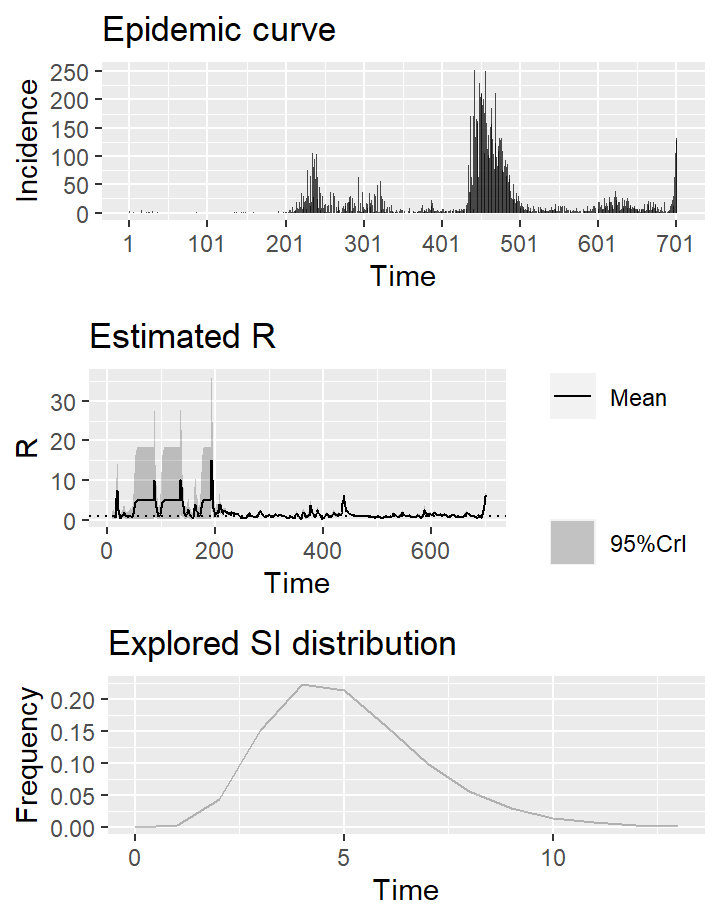 Epidemic curve
Incidence
250
200
150
100
50
0
1 101 201 301 401 501 601 701
Time
Estimated R
R
30
20
10
0
0 200 400 600
Time
Mean
95%CrI
Explored SI distribution
Frequency
0.20
0.15
0.10
0.05
0.00
0 5 10
Time